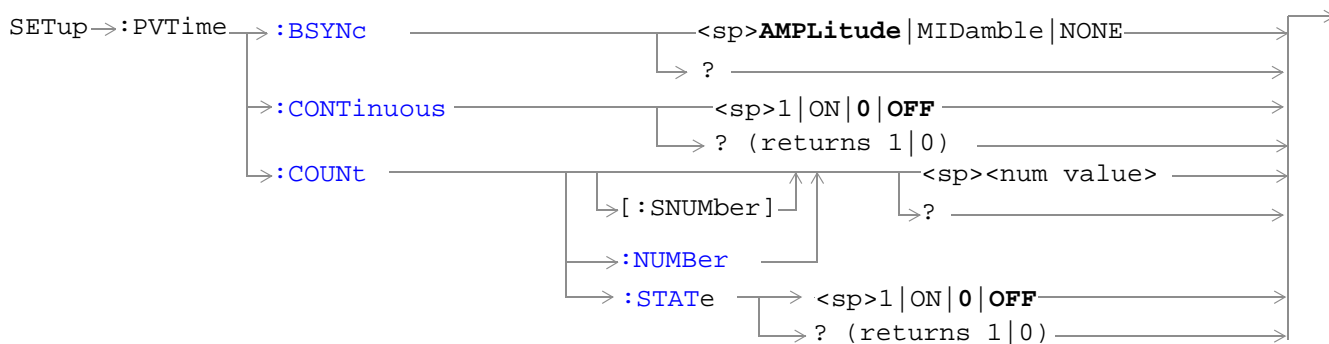 SETup :PVTime :BSYNc <sp>AMPLitude|MIDamble|NONE
?
:CONTinuous <sp>1|ON|0|OFF
? (returns 1|0)
:COUNt <sp><num value>
[:SNUMber] ?
:NUMBer
:STATe <sp>1|ON|0|OFF
? (returns 1|0)